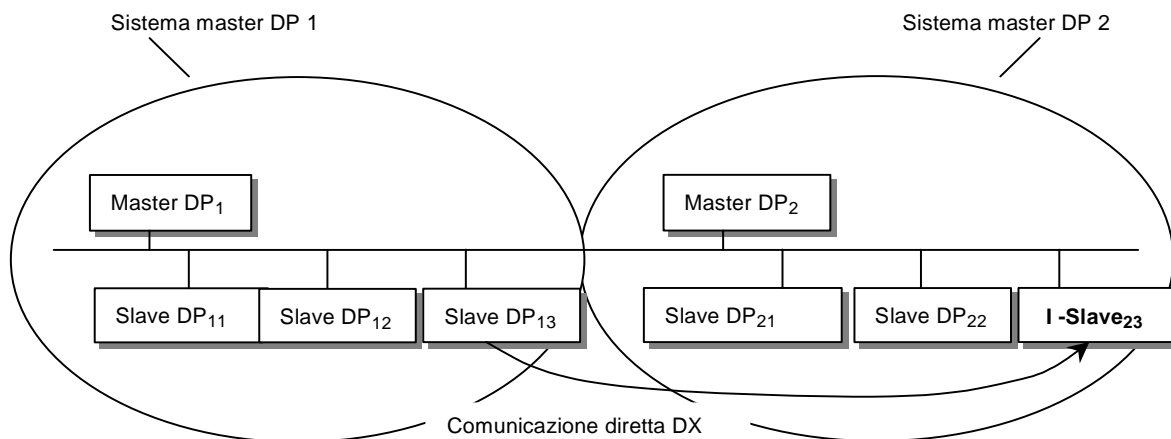 Sistema master DP 1
Sistema master DP 2
Master DP1
Master DP2
Slave DP11
Slave DP12
Slave DP13
Slave DP21
Slave DP22
I -Slave23
Comunicazione diretta DX